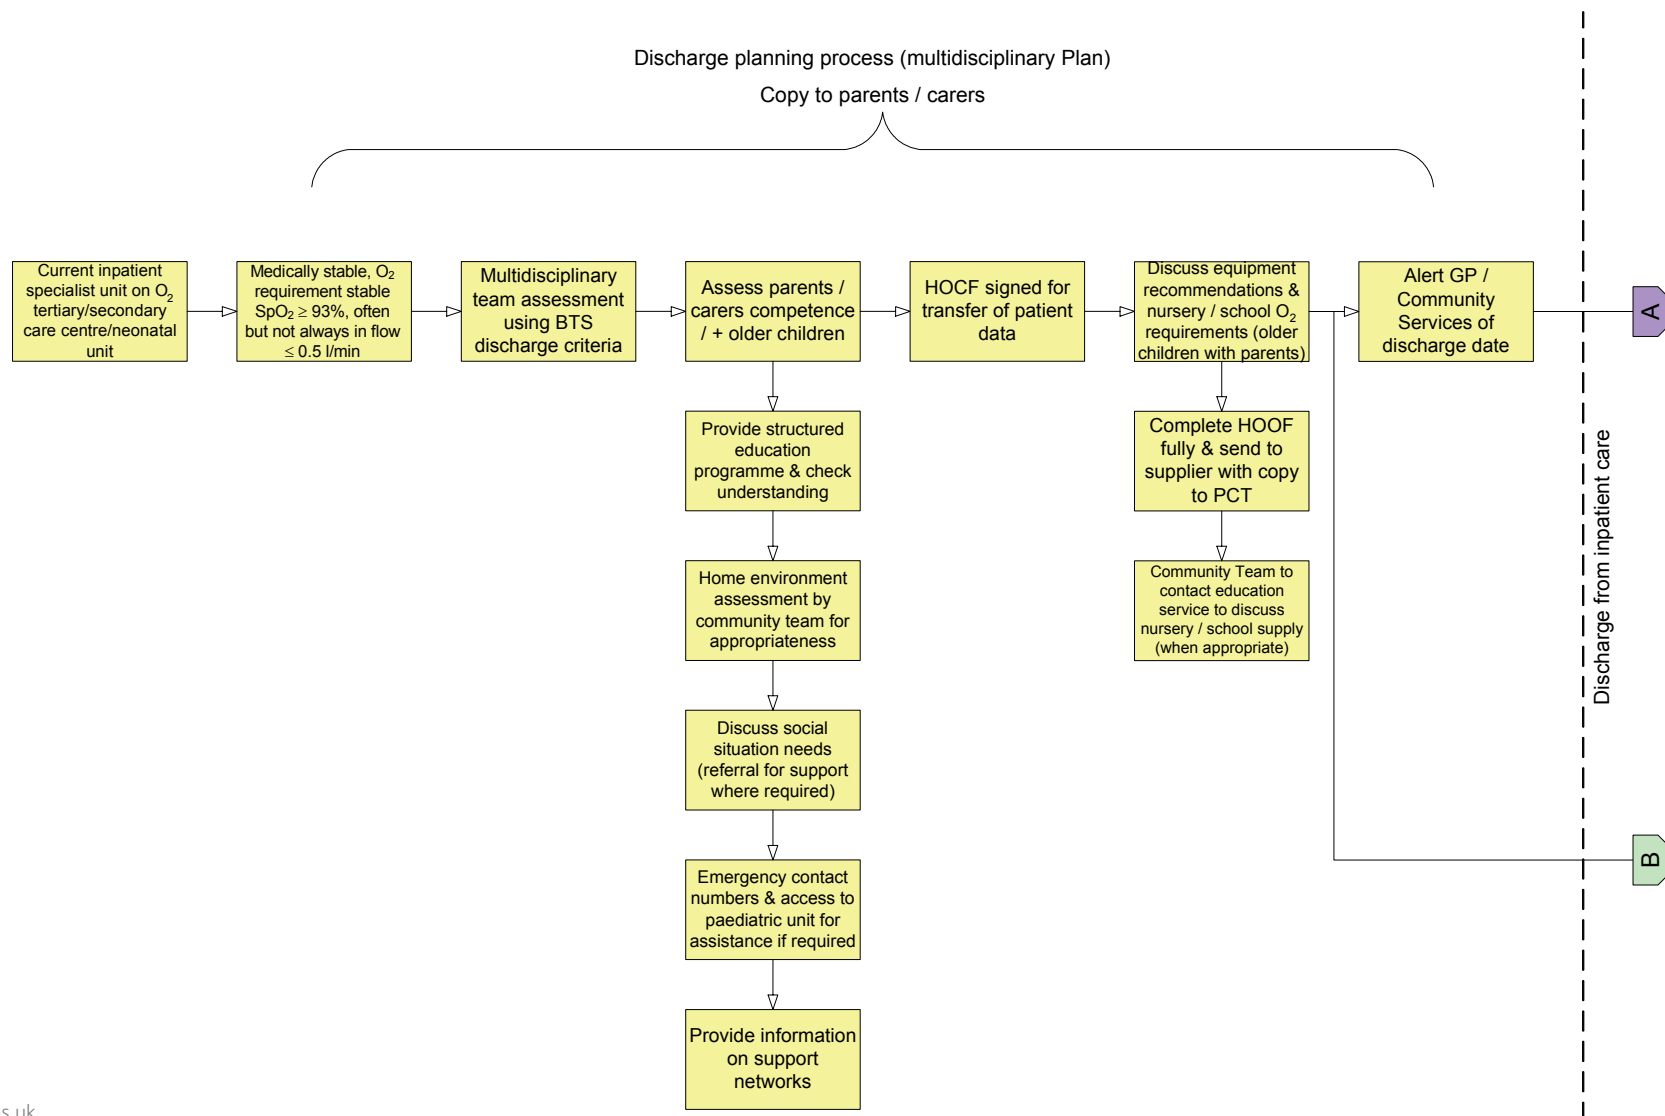 Discharge planning process (multidisciplinary Plan)
Copy to parents / carers
Current inpatient
specialist unit on O₂
tertiary/secondary
care centre/neonatal
unit
Medically stable, O₂
requirement stable
SpO₂ ≥ 93%, often
but not always in flow
≤ 0.5 l/min
Multidisciplinary
team assessment
using BTS
discharge criteria
Assess parents /
carers competence
/ + older children
HOCF signed for
transfer of patient
data
Discuss equipment
recommendations &
nursery / school O₂
requirements (older
children with parents)
Alert GP /
Community
Services of
discharge date
A
Provide structured
education
programme & check
understanding
Home environment
assessment by
community team for
appropriateness
Discuss social
situation needs
(referral for support
where required)
Emergency contact
numbers & access to
paediatric unit for
assistance if required
Provide information
on support
networks
Complete HOOF
fully & send to
supplier with copy
to PCT
Community Team to
contact education
service to discuss
nursery / school supply
(when appropriate)
Discharge from inpatient care
B
s.uk